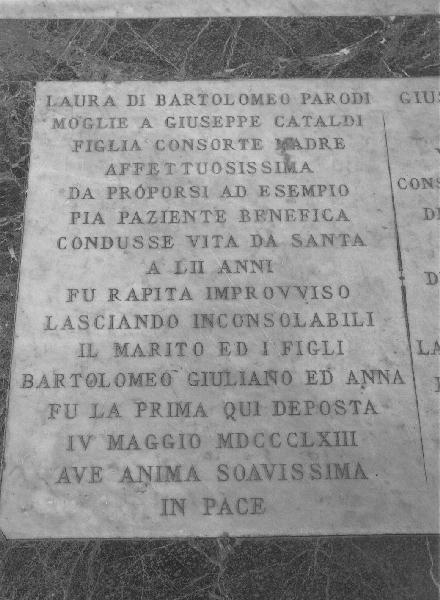 LAURA DI BARTOLOMEO PARODI
MOGLIE A GIUSEPPE CATALDI
FIGLIA CONSORTE MADRE
AFFETTUOSISSIMA
DA PROPORSI AD ESEMPIO
PIA PAZIENTE BENEFICA
CONDUSSE VITA DA SANTA
A LII ANNI
FU RAPITA IMPROVVISO
LASCIANDO INCONSOLABILI
IL MARITO ED I FIGLI
BARTOLOMEO GIULIANO ED ANNA
FU LA PRIMA QUI DEPOSTA
IV MAGGIO MDCCCLXIII
AVE ANIMA SOAVISSIMA
IN PACE